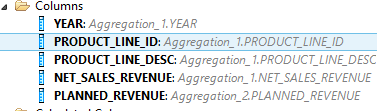 Columns
YEAR: Aggregation_1.YEAR
PRODUCT_LINE_ID: Aggregation_1.PRODUCT_LINE_ID
PRODUCT_LINE_DESC: Aggregation_1.PRODUCT_LINE_DESC
NET_SALES_REVENUE: Aggregation_1.NET_SALES_REVENUE
PLANNED_REVENUE: Aggregation_2.PLANNED_REVENUE